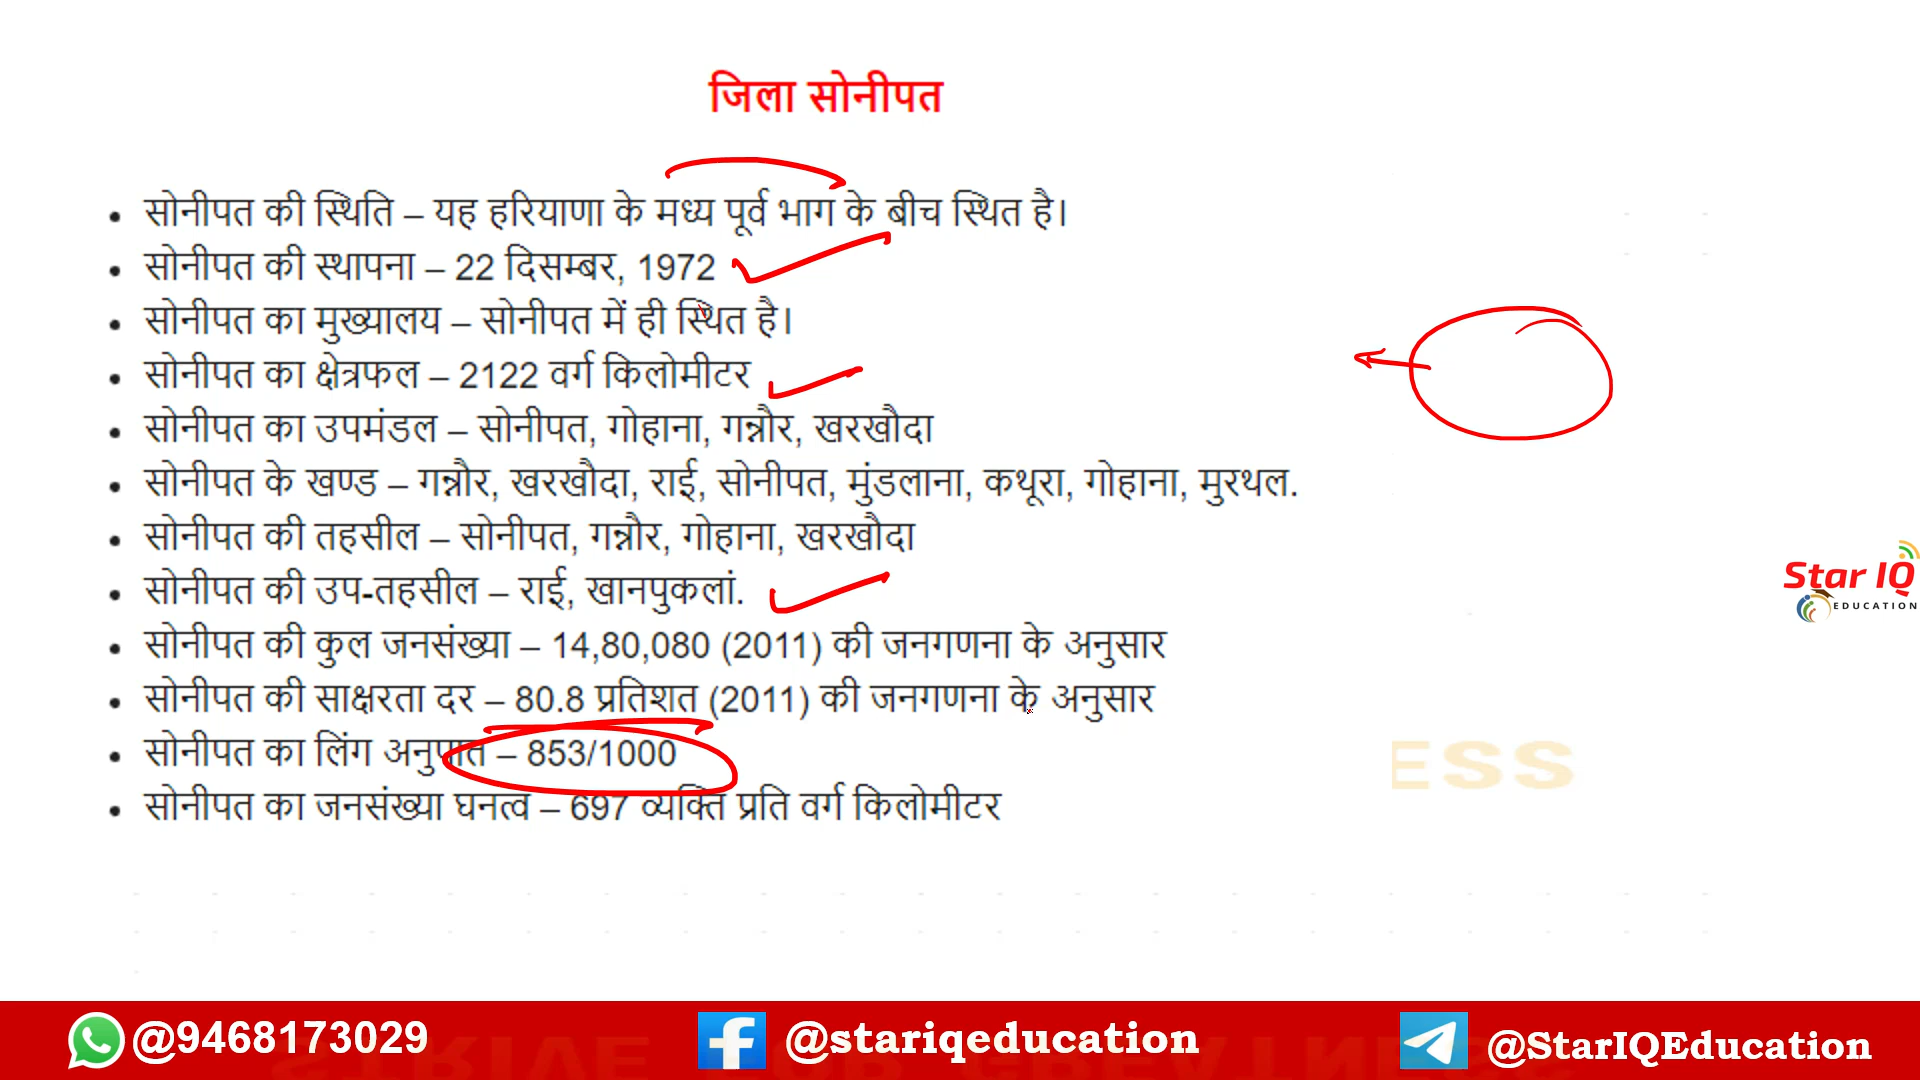 जिला सोनीपत
• सोनीपत की स्थिति – यह हरियाणा के मध्य पूर्व भाग के बीच स्थित है।
• सोनीपत की स्थापना – 22 दिसम्बर, 1972
• सोनीपत का मुख्यालय – सोनीपत में ही स्थित है।
• सोनीपत का क्षेत्रफल – 2122 वर्ग किलोमीटर
• सोनीपत का उपमंडल – सोनीपत, गोहाना, गन्नौर, खरखौदा
• सोनीपत के खण्ड – गन्नौर, खरखौदा, राई, सोनीपत, मुंडलाना, कथूरा, गोहाना, मुरथल.
• सोनीपत की तहसील – सोनीपत, गन्नौर, गोहाना, खरखौदा
• सोनीपत की उप-तहसील – राई, खानपुकलां.
• सोनीपत की कुल जनसंख्या – 14,80,080 (2011) की जनगणना के अनुसार
• सोनीपत की साक्षरता दर – 80.8 प्रतिशत (2011) की जनगणना के अनुसार
• सोनीपत का लिंग अनुपात – 853/1000
• सोनीपत का जनसंख्या घनत्व – 697 व्यक्ति प्रति वर्ग किलोमीटर
Star IQ
EDUCATION
ESS
@9468173029 @stariqeducation @StarIQEducation